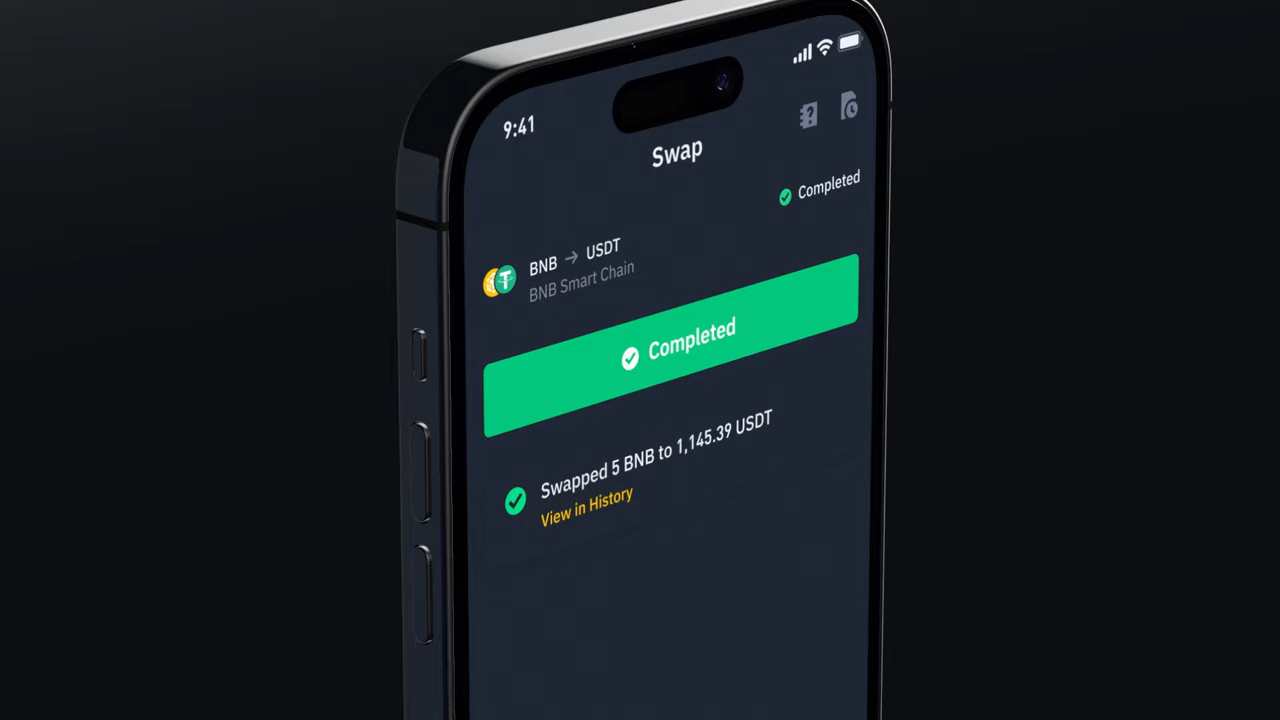 9:41
Swap
Completed
BNB → USDT
BNB Smart Chain
Completed
Swapped 5 BNB to 1,145.39 USDT
View in History